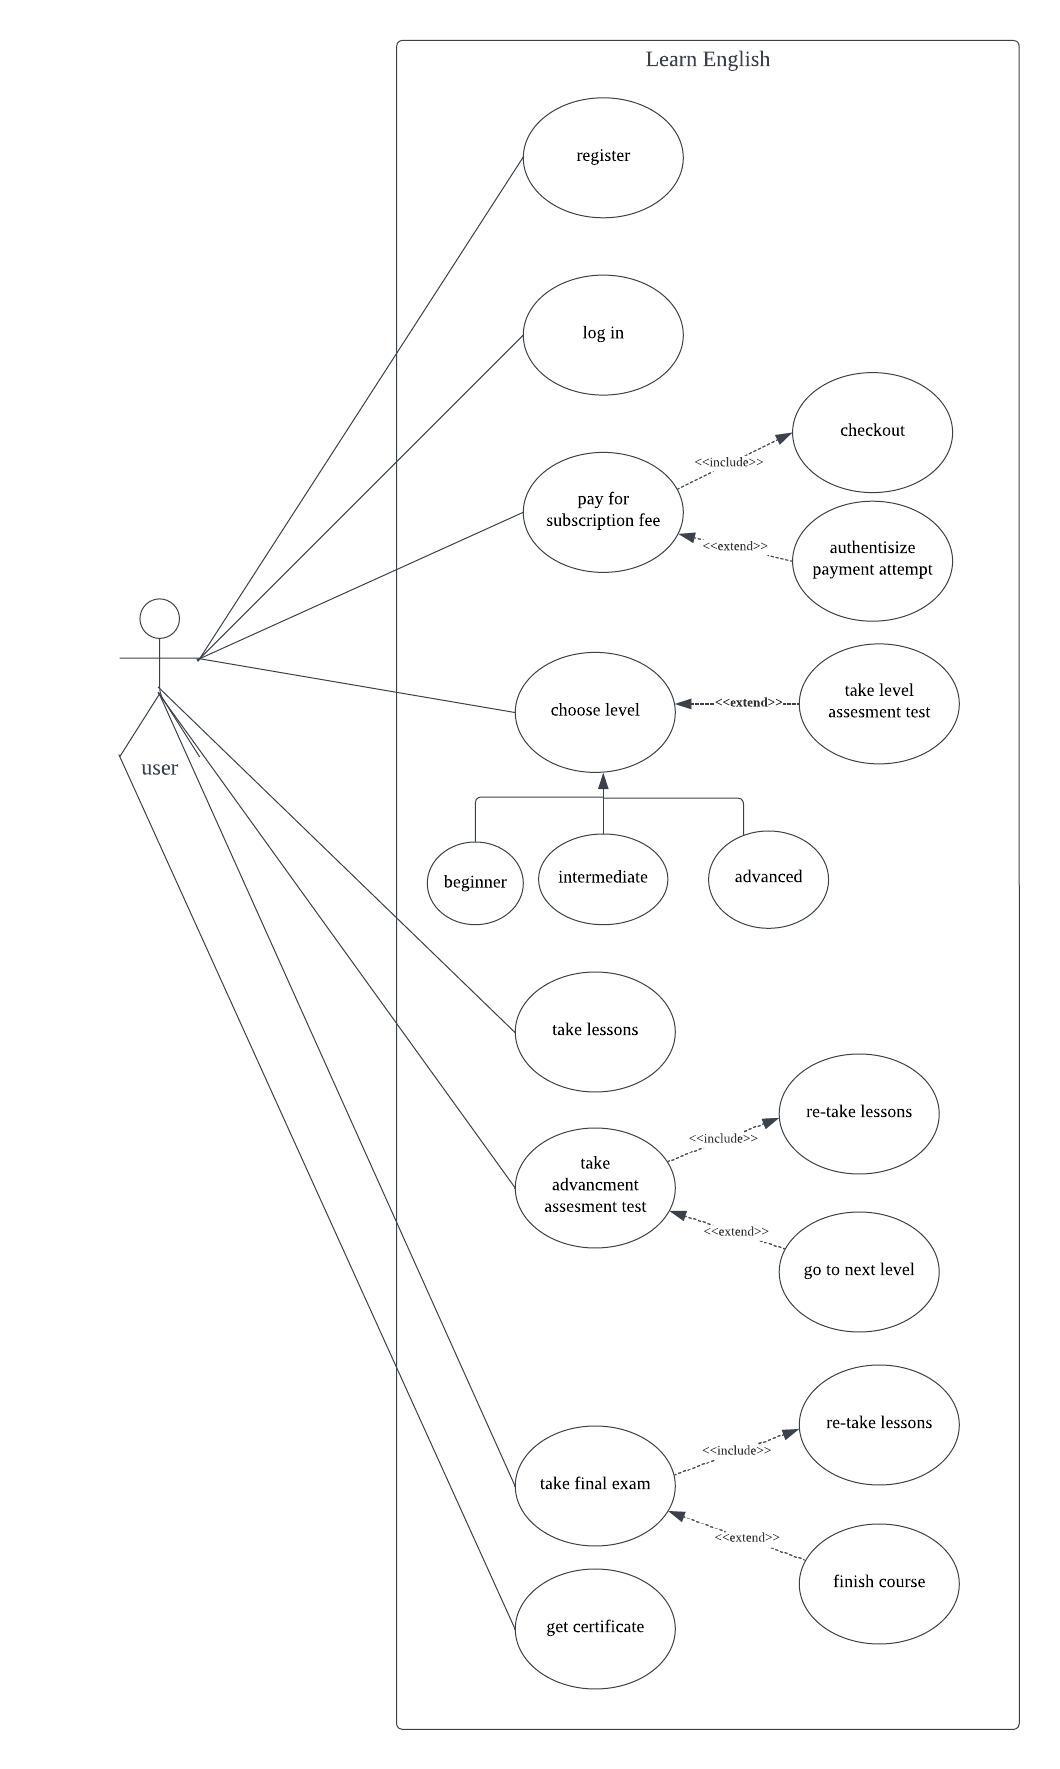 Learn English
register
log in
checkout
<<include>>
pay for
subscription fee
<<extend>>
authentisize
payment attempt
user
choose level
<<extend>>
take level
assesment test
beginner
intermediate
advanced
take lessons
re-take lessons
<<include>>
take
advancment
assesment test
<<extend>>
go to next level
re-take lessons
<<include>>
take final exam
<<extend>>
finish course
get certificate